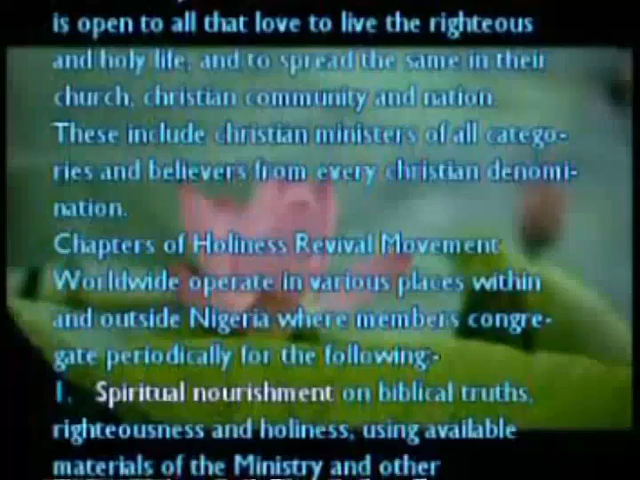 is open to all that love to live the righteous
and holy life, and to spread the same in their
church, christian community and nation.
These include christian ministers of all catego-
ries and believers from every christian denomi-
nation.
Chapters of Holiness Revival Movement
Worldwide operate in various places within
and outside Nigeria where members congre-
gate periodically for the following:-
1. Spiritual nourishment on biblical truths,
righteousness and holiness, using available
materials of the Ministry and other